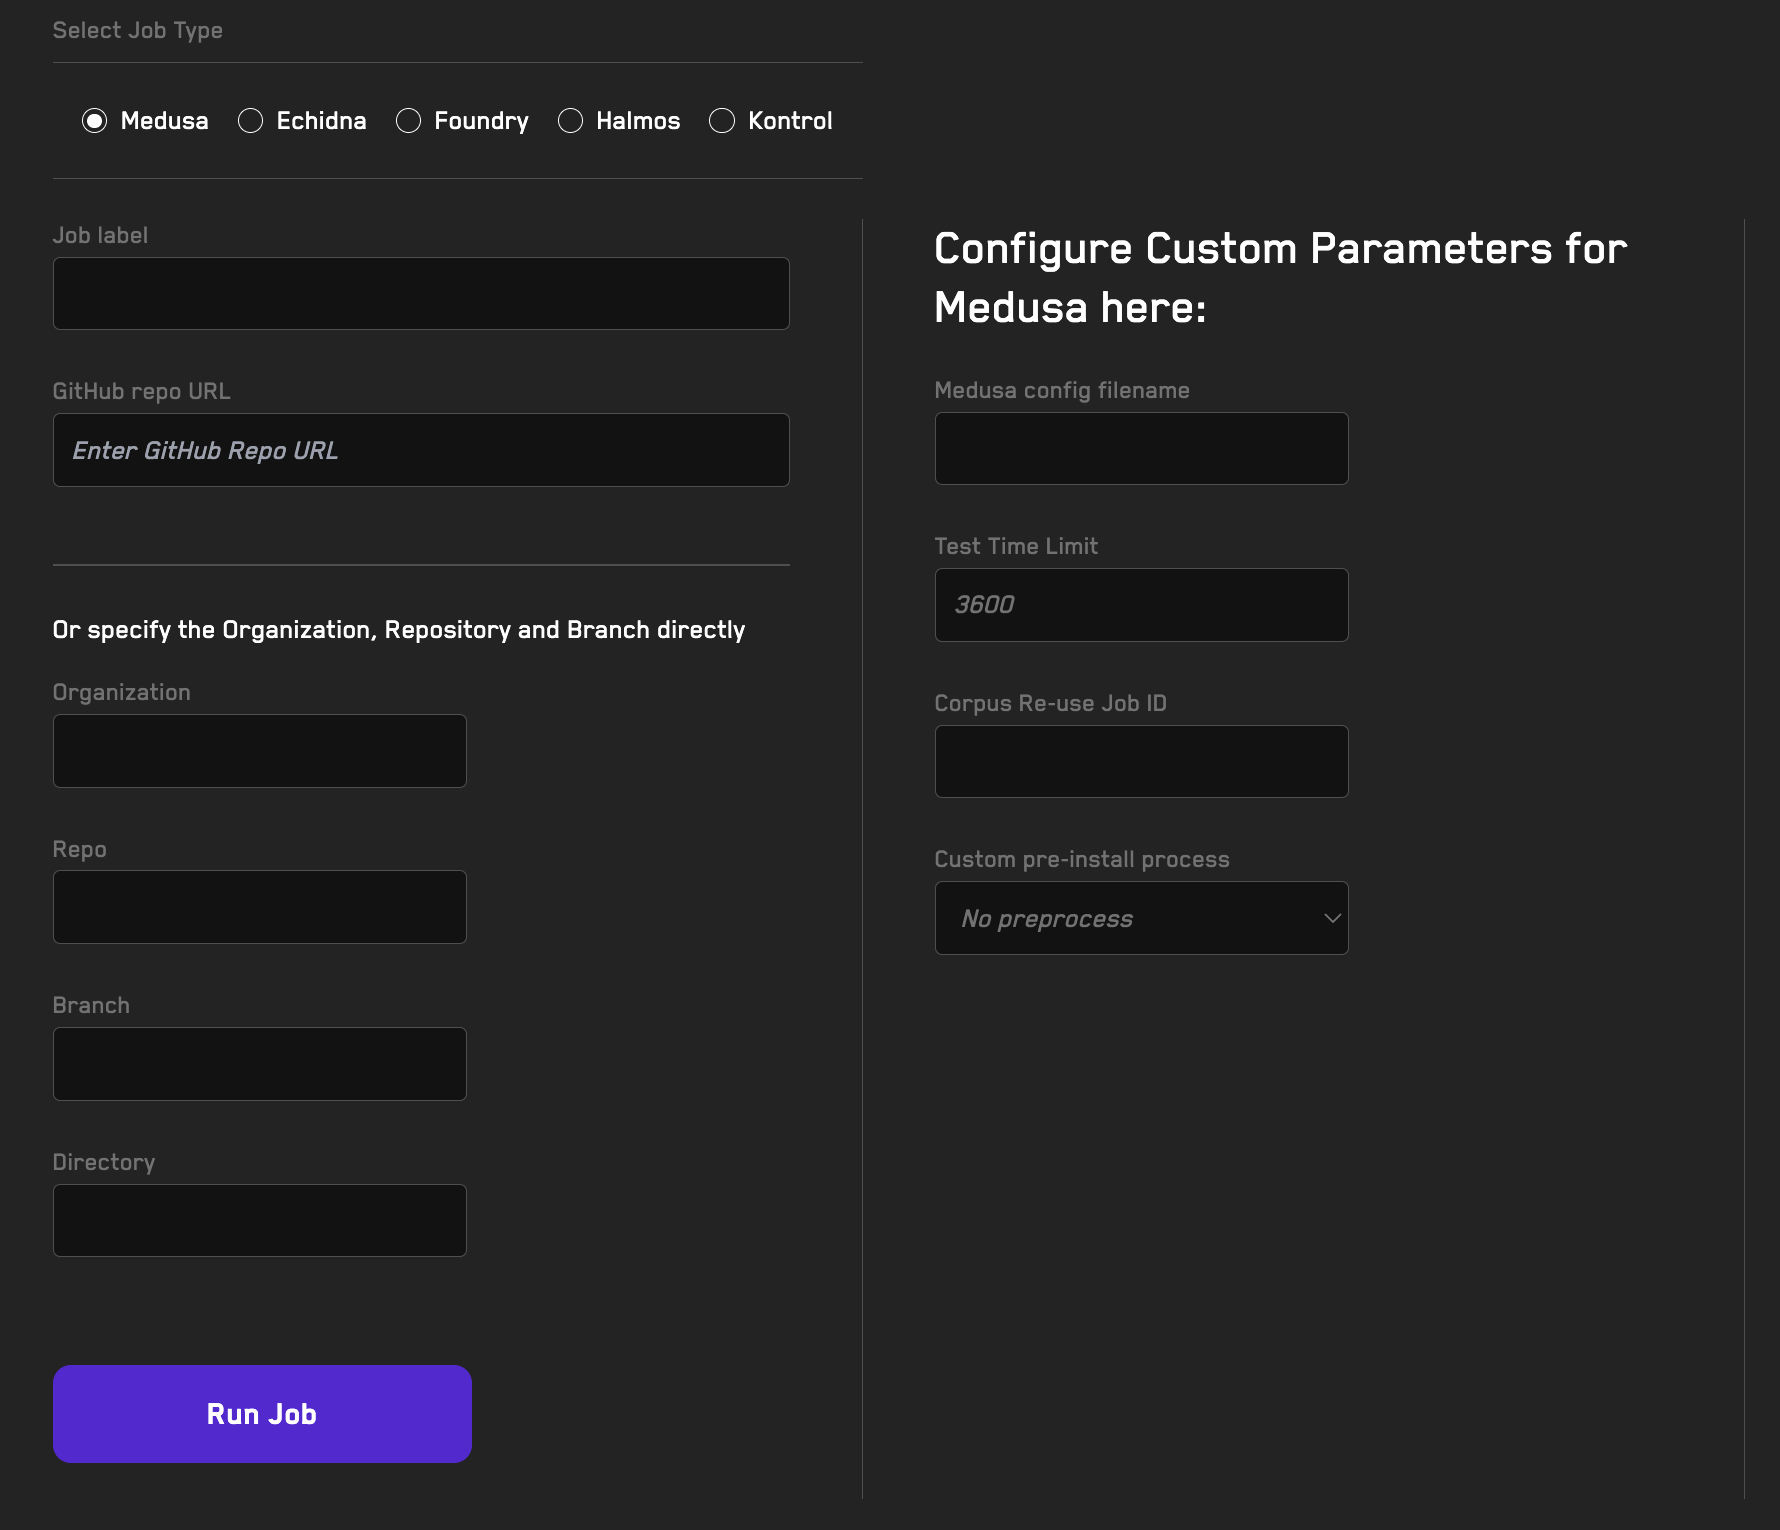 Select Job Type
Medusa Echidna Foundry Halmos Kontrol
Job label
GitHub repo URL
Enter GitHub Repo URL
Or specify the Organization, Repository and Branch directly
Organization
Repo
Branch
Directory
Run Job
Configure Custom Parameters for
Medusa here:
Medusa config filename
Test Time Limit
3600
Corpus Re-use Job ID
Custom pre-install process
No preprocess